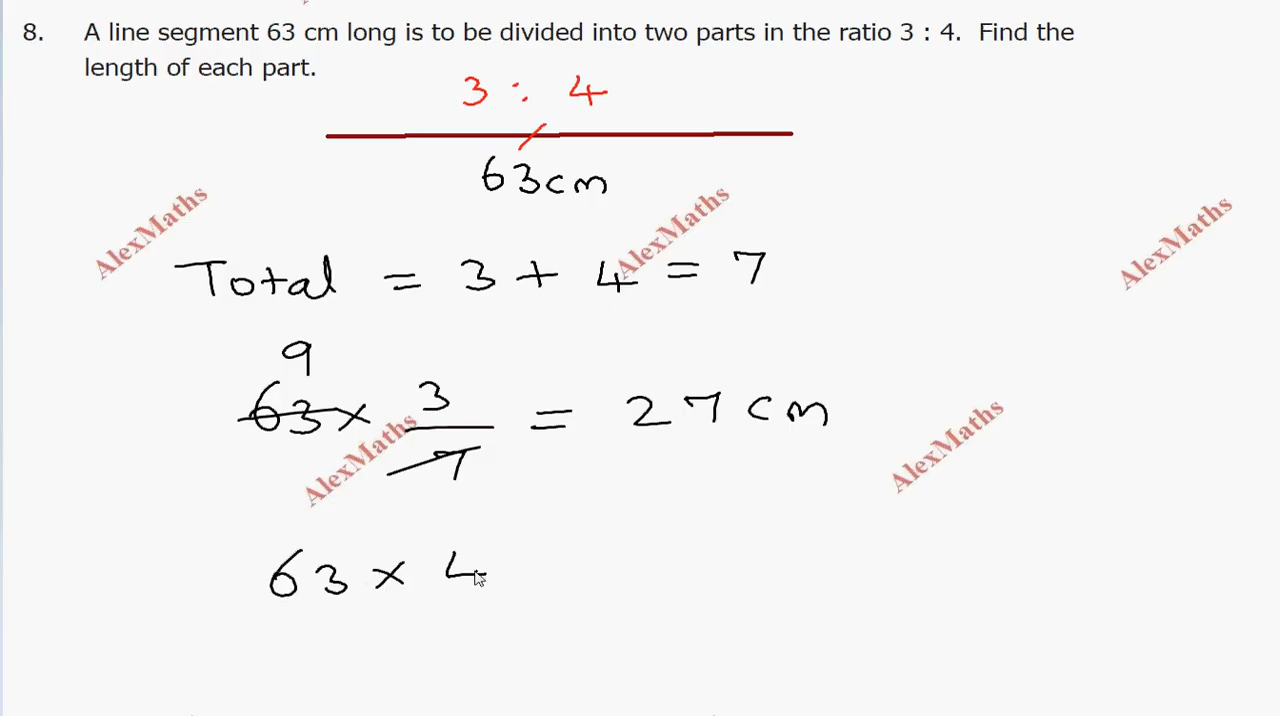 8. A line segment 63 cm long is to be divided into two parts in the ratio 3 : 4. Find the
length of each part.
3 : 4
63cm
AlexMaths AlexMaths AlexMaths
Total = 3 + 4 = 7
9
63 × 3/7 = 27 cm
AlexMaths AlexMaths
63 × 4